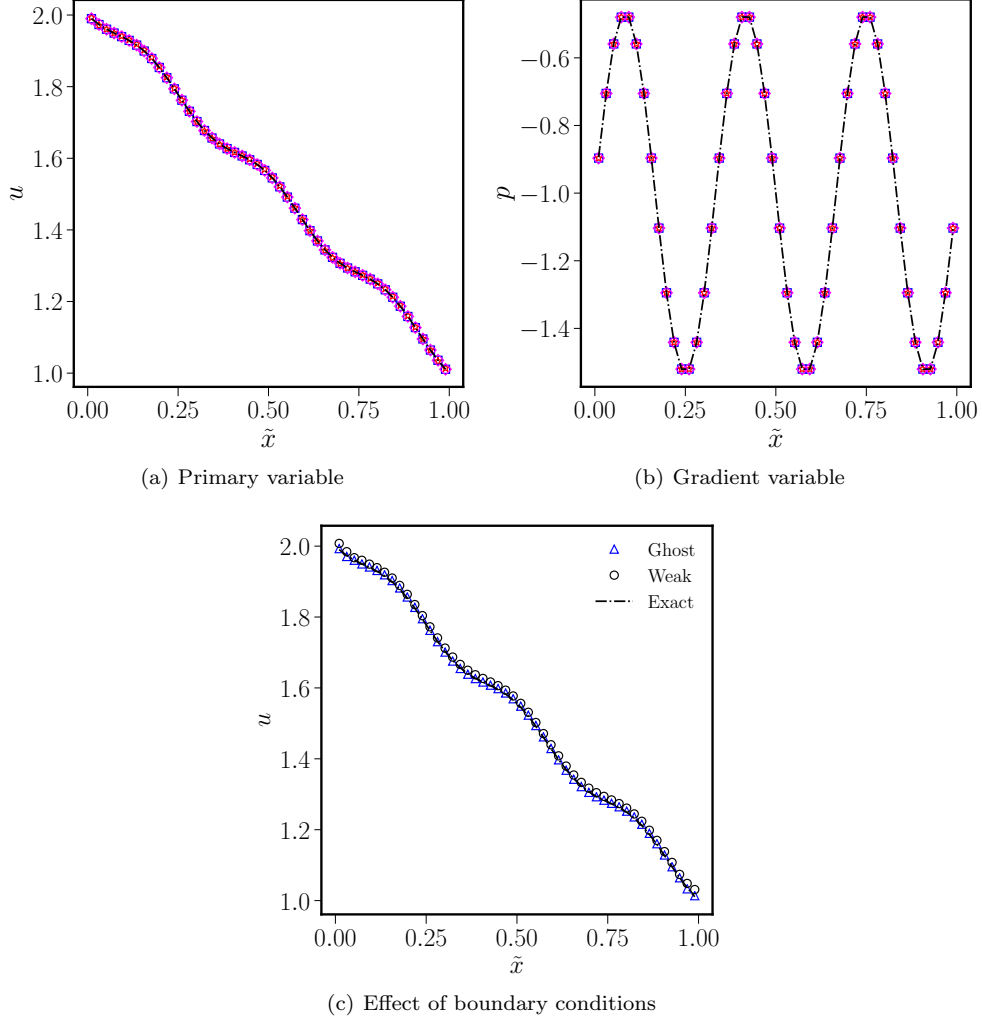 2.0
1.8
1.6
1.4
1.2
1.0
u
0.00 0.25 0.50 0.75 1.00
x̃
(a) Primary variable
−0.6
−0.8
−1.0
−1.2
−1.4
p
0.00 0.25 0.50 0.75 1.00
x̃
(b) Gradient variable
2.0
1.8
1.6
1.4
1.2
1.0
u
Ghost
Weak
Exact
0.00 0.25 0.50 0.75 1.00
x̃
(c) Effect of boundary conditions